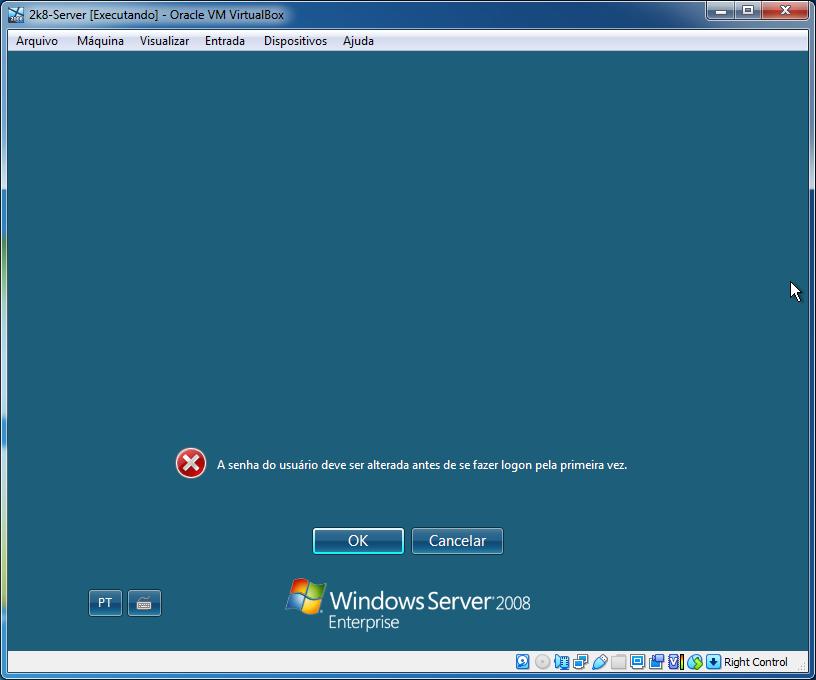 2k8-Server [Executando] - Oracle VM VirtualBox
Arquivo Máquina Visualizar Entrada Dispositivos Ajuda
A senha do usuário deve ser alterada antes de se fazer logon pela primeira vez.
OK Cancelar
PT
Windows Server 2008
Enterprise
Right Control